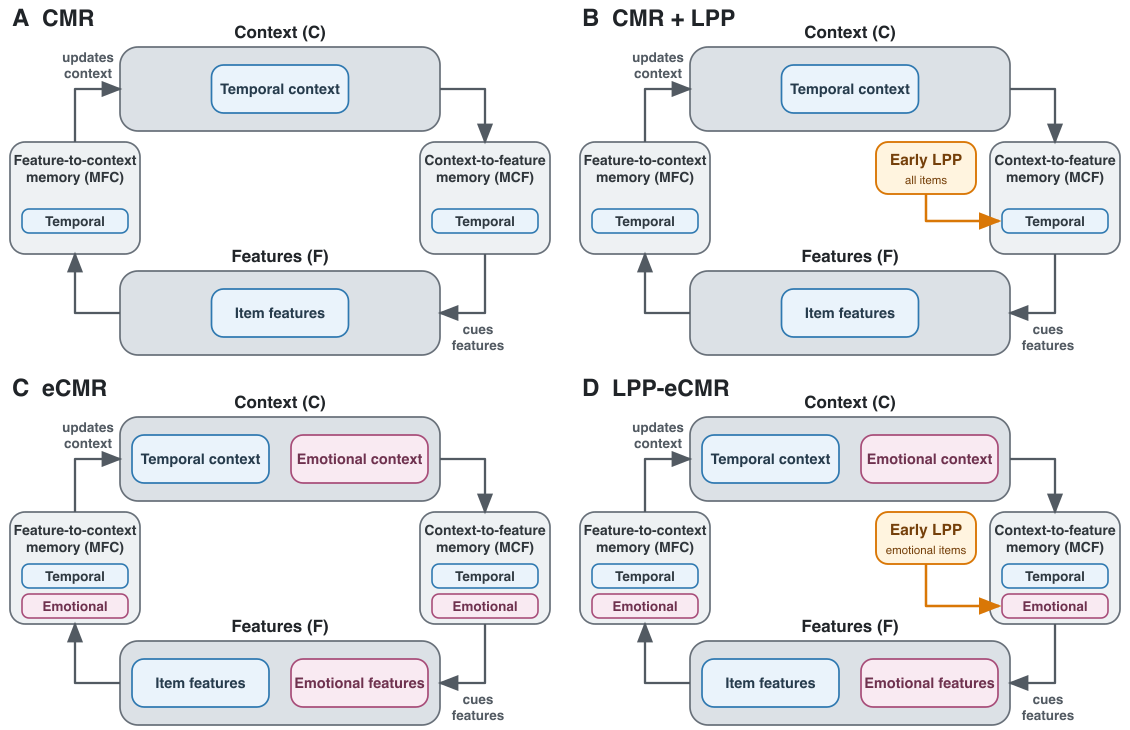 A CMR
Context (C)
updates
context
Temporal context
Feature-to-context
memory (MFC)
Temporal
Context-to-feature
memory (MCF)
Temporal
Features (F)
Item features
cues
features
B CMR + LPP
Context (C)
updates
context
Temporal context
Feature-to-context
memory (MFC)
Temporal
Early LPP
all items
Context-to-feature
memory (MCF)
Temporal
Features (F)
Item features
cues
features
C eCMR
Context (C)
updates
context
Temporal context
Emotional context
Feature-to-context
memory (MFC)
Temporal
Emotional
Context-to-feature
memory (MCF)
Temporal
Emotional
Features (F)
Item features
Emotional features
cues
features
D LPP-eCMR
Context (C)
updates
context
Temporal context
Emotional context
Feature-to-context
memory (MFC)
Temporal
Emotional
Early LPP
emotional items
Context-to-feature
memory (MCF)
Temporal
Emotional
Features (F)
Item features
Emotional features
cues
features